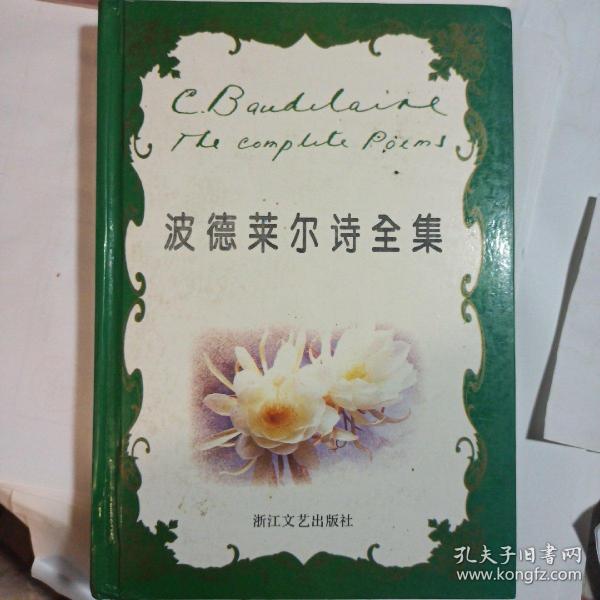 C. Baudelaire
The complete Poems
波德莱尔诗全集
浙江文艺出版社
孔夫子旧书网
www.kongfz.com